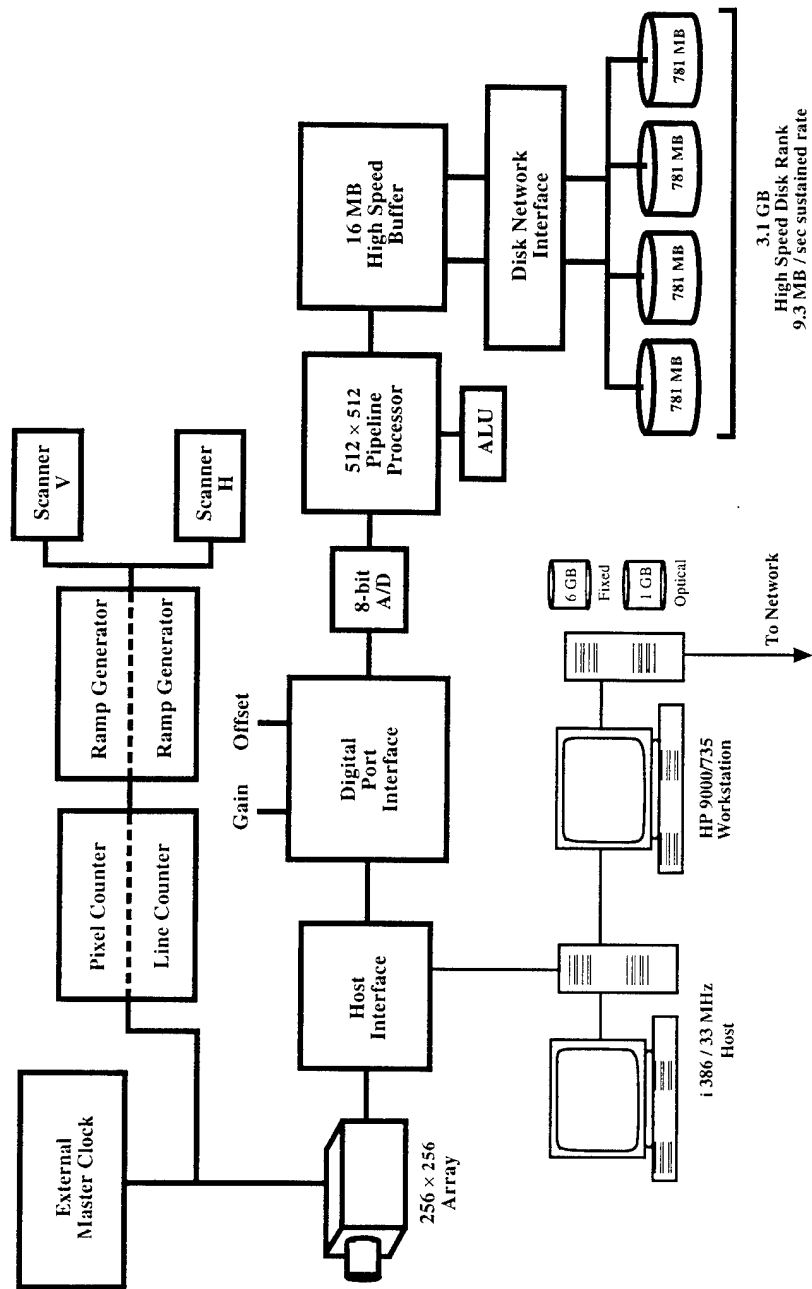 External
Master Clock
Pixel Counter
Line Counter
Ramp Generator
Ramp Generator
Scanner
V
Scanner
H
256 × 256
Array
Host
Interface
Gain
Offset
Digital
Port
Interface
8-bit
A/D
512 × 512
Pipeline
Processor
ALU
16 MB
High Speed
Buffer
Disk Network
Interface
781 MB
781 MB
781 MB
781 MB
3.1 GB
High Speed Disk Rank
9.3 MB / sec sustained rate
i 386 / 33 MHz
Host
HP 9000/735
Workstation
6 GB
Fixed
1 GB
Optical
To Network